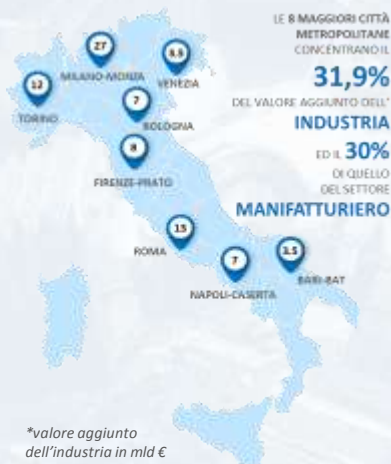 LE 8 MAGGIORI CITTÀ
METROPOLITANE
CONCENTRANO IL
31,9%
DEL VALORE AGGIUNTO DELL'
INDUSTRIA
ED IL 30%
DI QUELLO
DEL SETTORE
MANIFATTURIERO
27
MILANO-MONZA
VENEZIA
12
TORINO
7
BOLOGNA
8
FIRENZE-PRATO
ROMA
7
NAPOLI-CASERTA
3.5
BARI-BAT
*valore aggiunto
dell'industria in mld €